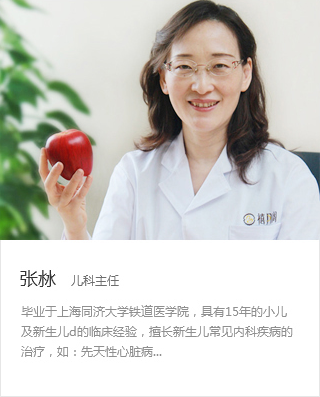 张
儿科主任
毕业于上海同济大学铁道医学院，具有15年的小儿
及新生儿d的临床经验，擅长新生儿常见内科疾病的
治疗，如：先天性心脏病...